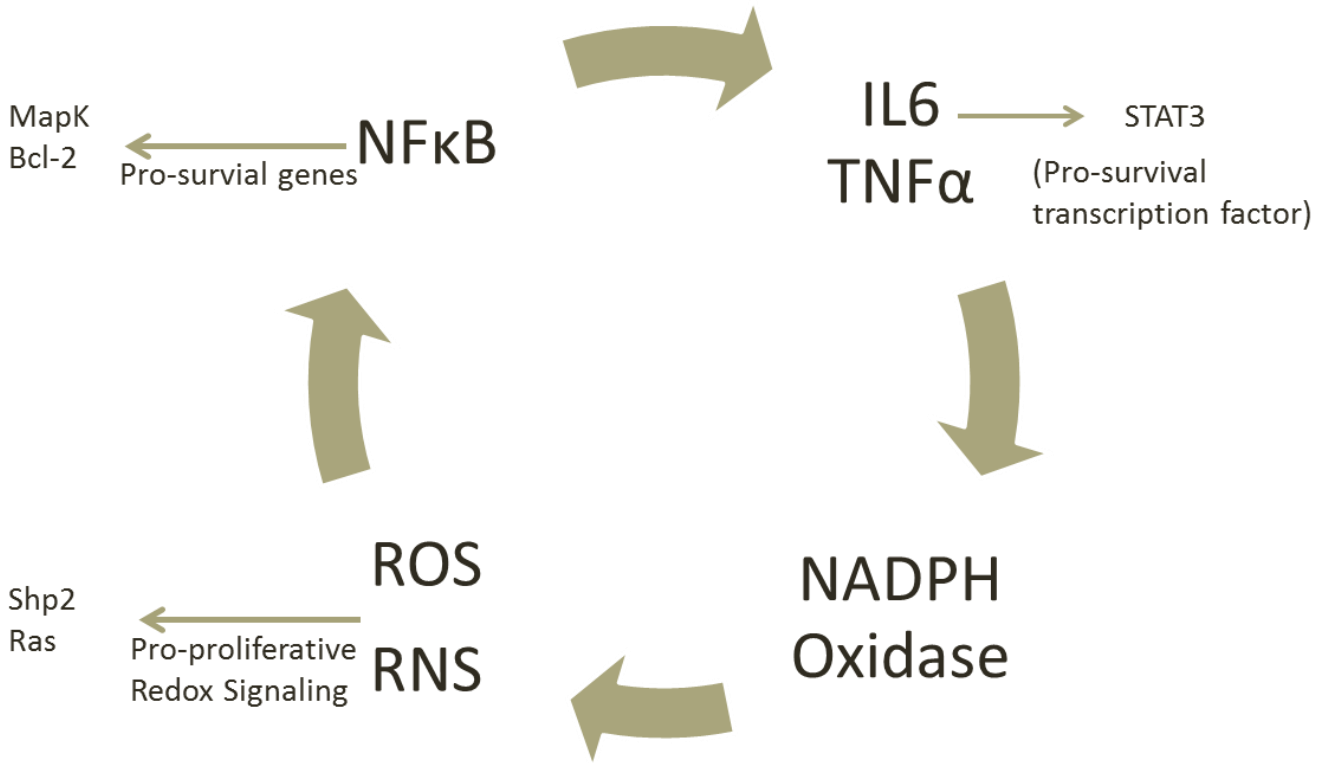 MapK
Bcl-2
Pro-survial genes
NFκB
IL6
TNFα
STAT3
(Pro-survival
transcription factor)
Shp2
Ras
Pro-proliferative
Redox Signaling
ROS
RNS
NADPH
Oxidase